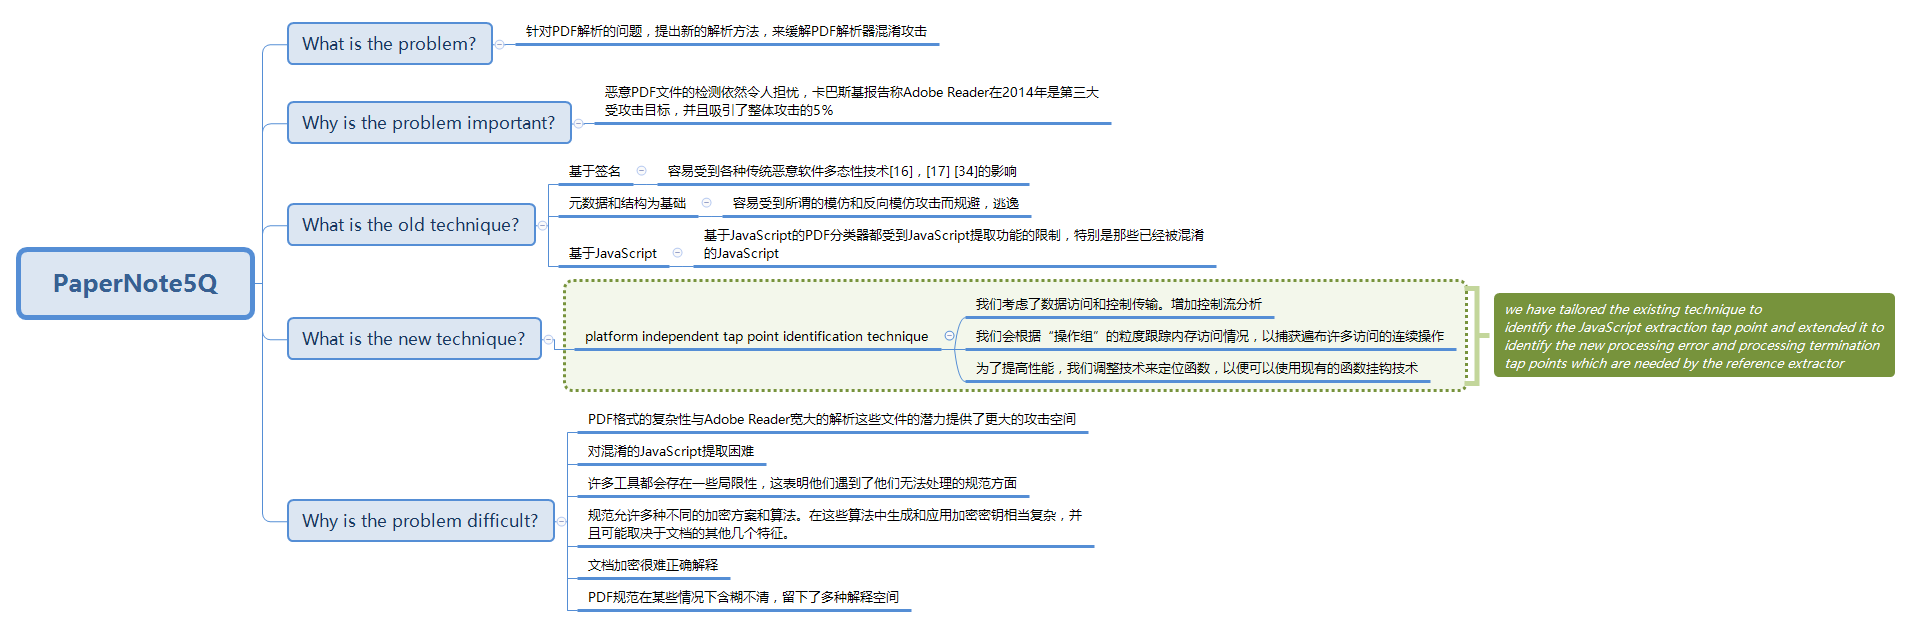 PaperNote5Q
What is the problem?
针对PDF解析的问题，提出新的解析方法，来缓解PDF解析器混淆攻击
Why is the problem important?
恶意PDF文件的检测依然令人担忧，卡巴斯基报告称Adobe Reader在2014年是第三大
受攻击目标，并且吸引了整体攻击的5%
What is the old technique?
基于签名
容易受到各种传统恶意软件多态性技术[16]，[17] [34]的影响
元数据和结构为基础
容易受到所谓的模仿和反向模仿攻击而规避，逃逸
基于JavaScript
基于JavaScript的PDF分类器都受到JavaScript提取功能的限制，特别是那些已经被混淆
的JavaScript
What is the new technique?
platform independent tap point identification technique
我们考虑了数据访问和控制传输。增加控制流分析
我们会根据“操作组”的粒度跟踪内存访问情况，以捕获遍布许多访问的连续操作
为了提高性能，我们调整技术来定位函数，以便可以使用现有的函数挂钩技术
we have tailored the existing technique to
identify the JavaScript extraction tap point and extended it to
identify the new processing error and processing termination
tap points which are needed by the reference extractor
Why is the problem difficult?
PDF格式的复杂性与Adobe Reader宽大的解析这些文件的潜力提供了更大的攻击空间
对混淆的JavaScript提取困难
许多工具都会存在一些局限性，这表明他们遇到了他们无法处理的规范方面
规范允许多种不同的加密方案和算法。在这些算法中生成和应用加密密钥相当复杂，并
且可能取决于文档的其他几个特征。
文档加密很难正确解释
PDF规范在某些情况下含糊不清，留下了多种解释空间